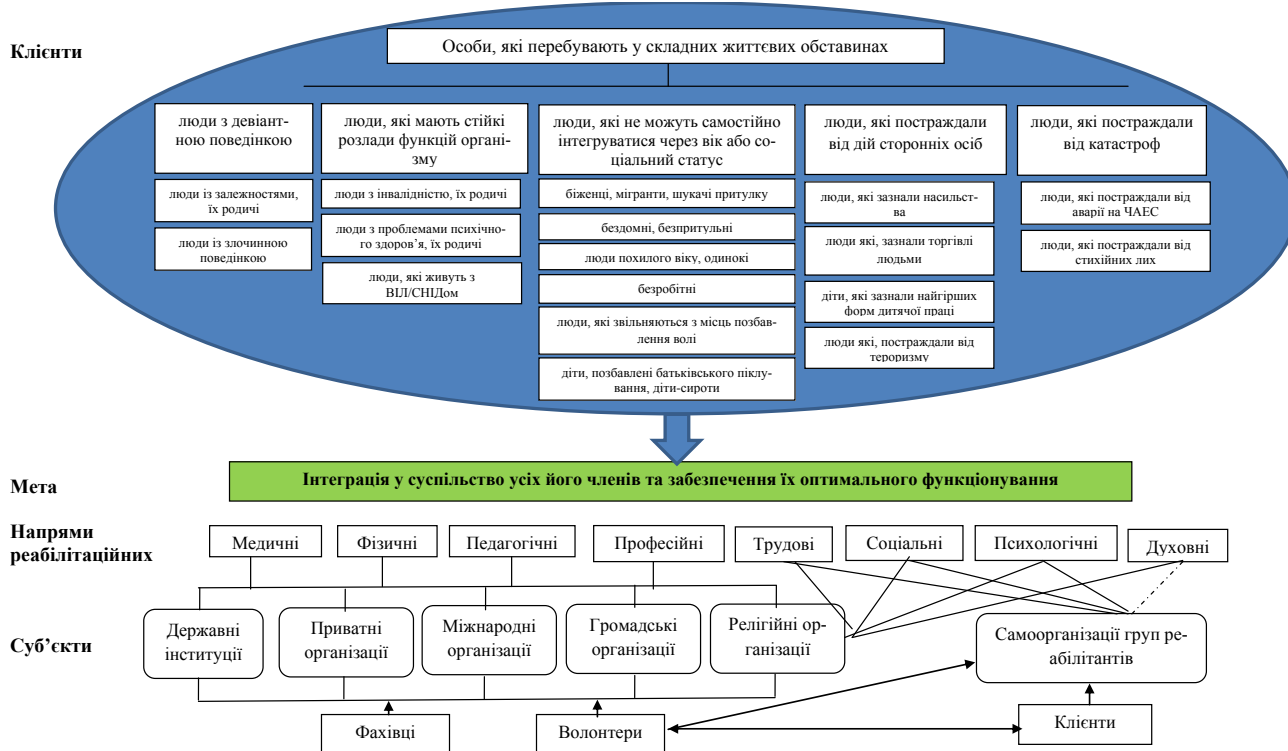 Клієнти
Особи, які перебувають у складних життєвих обставинах
люди з девіант-
ною поведінкою
люди із залежностями,
їх родичі
люди із злочинною
поведінкою
люди, які мають стійкі
розлади функцій органі-
зму
люди з інвалідністю, їх родичі
люди з проблемами психічно-
го здоров’я, їх родичі
люди, які живуть з
ВІЛ/СНІДом
люди, які не можуть самостійно
інтегруватися через вік або со-
ціальний статус
біженці, мігранти, шукачі притулку
бездомні, безпритульні
люди похилого віку, одинокі
безробітні
люди, які звільняються з місць позбав-
лення волі
діти, позбавлені батьківського піклу-
вання, діти-сироти
люди, які постраждали
від дій сторонніх осіб
люди, які зазнали насильст-
ва
люди які, зазнали торгівлі
людьми
діти, які зазнали найгірших
форм дитячої праці
люди які, постраждали від
тероризму
люди, які постраждали
від катастроф
люди, які постраждали від
аварії на ЧАЕС
люди, які постраждали від
стихійних лих
Мета
Інтеграція у суспільство усіх його членів та забезпечення їх оптимального функціонування
Напрями
реабілітаційних
Медичні
Фізичні
Педагогічні
Професійні
Трудові
Соціальні
Психологічні
Духовні
Суб’єкти
Державні
інституції
Приватні
організації
Міжнародні
організації
Громадські
організації
Релігійні ор-
ганізації
Самоорганізації груп ре-
абілітантів
Фахівці
Волонтери
Клієнти